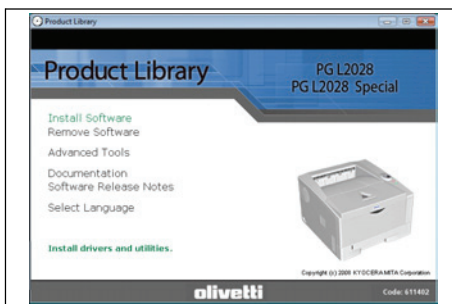 Product Library
Product Library
PG L2028
PG L2028 Special
Install Software
Remove Software
Advanced Tools
Documentation
Software Release Notes
Select Language
Install drivers and utilities.
Copyright (c) 2008 KYOCERA MITA Corporation
olivetti
Code: 611402